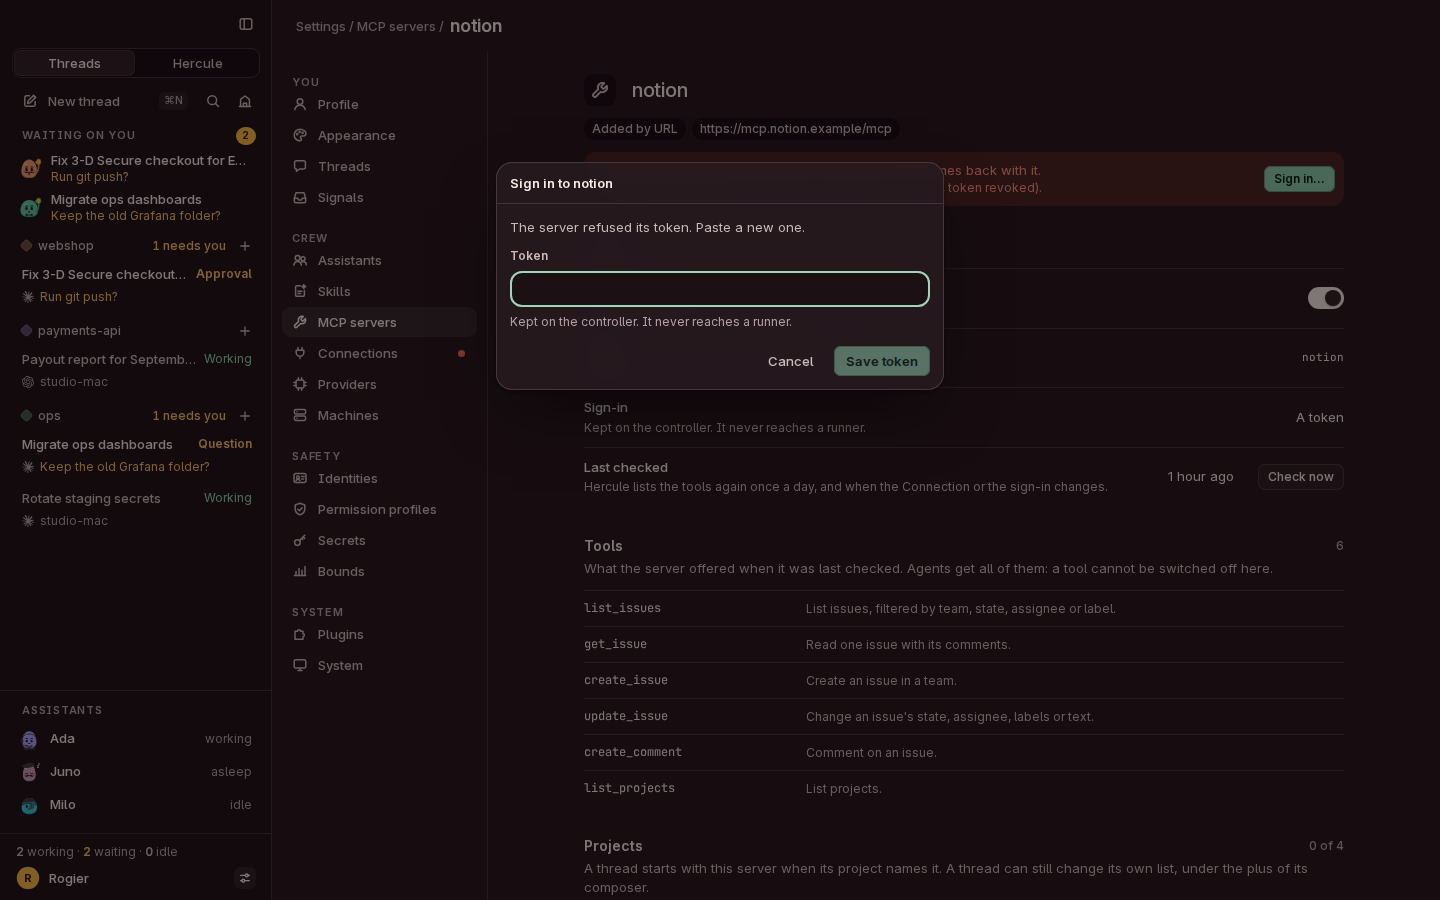 Settings / MCP servers / notion
Threads
Hercule
New thread
⌘N
WAITING ON YOU
2
Fix 3-D Secure checkout for E…
Run git push?
Migrate ops dashboards
Keep the old Grafana folder?
webshop
1 needs you
Fix 3-D Secure checkout…
Approval
Run git push?
payments-api
Payout report for Septemb…
Working
studio-mac
ops
1 needs you
Migrate ops dashboards
Question
Keep the old Grafana folder?
Rotate staging secrets
Working
studio-mac
ASSISTANTS
Ada
working
Juno
asleep
Milo
idle
2 working · 2 waiting · 0 idle
R
Rogier
YOU
Profile
Appearance
Threads
Signals
CREW
Assistants
Skills
MCP servers
Connections
Providers
Machines
SAFETY
Identities
Permission profiles
Secrets
Bounds
SYSTEM
Plugins
System
notion
Added by URL
https://mcp.notion.example/mcp
back with it.
token revoked).
Sign in…
Sign in to notion
The server refused its token. Paste a new one.
Token
Kept on the controller. It never reaches a runner.
Cancel
Save token
notion
Sign-in
Kept on the controller. It never reaches a runner.
A token
Last checked
Hercule lists the tools again once a day, and when the Connection or the sign-in changes.
1 hour ago
Check now
Tools
6
What the server offered when it was last checked. Agents get all of them: a tool cannot be switched off here.
list_issues
List issues, filtered by team, state, assignee or label.
get_issue
Read one issue with its comments.
create_issue
Create an issue in a team.
update_issue
Change an issue's state, assignee, labels or text.
create_comment
Comment on an issue.
list_projects
List projects.
Projects
0 of 4
A thread starts with this server when its project names it. A thread can still change its own list, under the plus of its
composer.